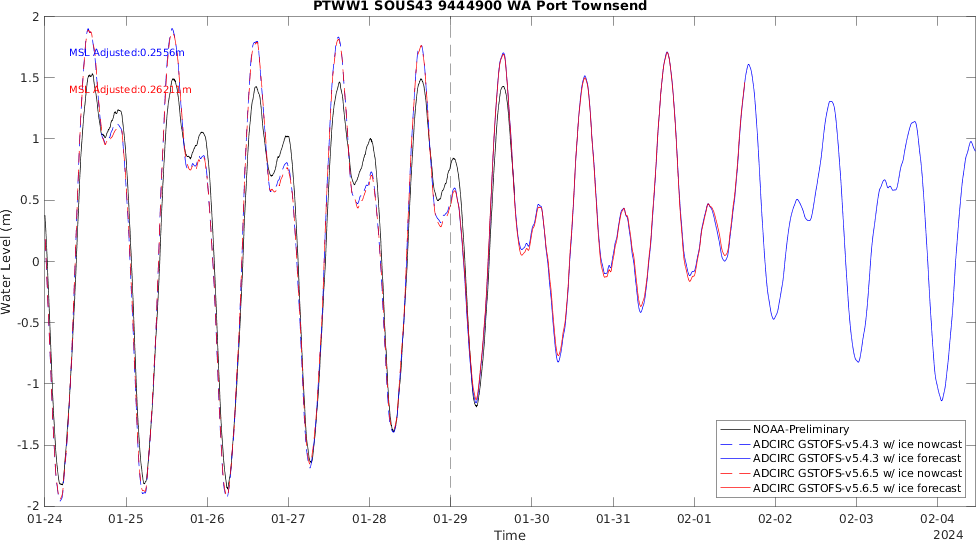 PTWW1 SOUS43 9444900 WA Port Townsend
2
1.5
1
0.5
0
-0.5
-1
-1.5
-2
Water Level (m)
MSL Adjusted:0.2556m
MSL Adjusted:0.26211m
NOAA-Preliminary
ADCIRC GSTOFS-v5.4.3 w/ ice nowcast
ADCIRC GSTOFS-v5.4.3 w/ ice forecast
ADCIRC GSTOFS-v5.6.5 w/ ice nowcast
ADCIRC GSTOFS-v5.6.5 w/ ice forecast
01-24 01-25 01-26 01-27 01-28 01-29 01-30 01-31 02-01 02-02 02-03 02-04
Time
2024